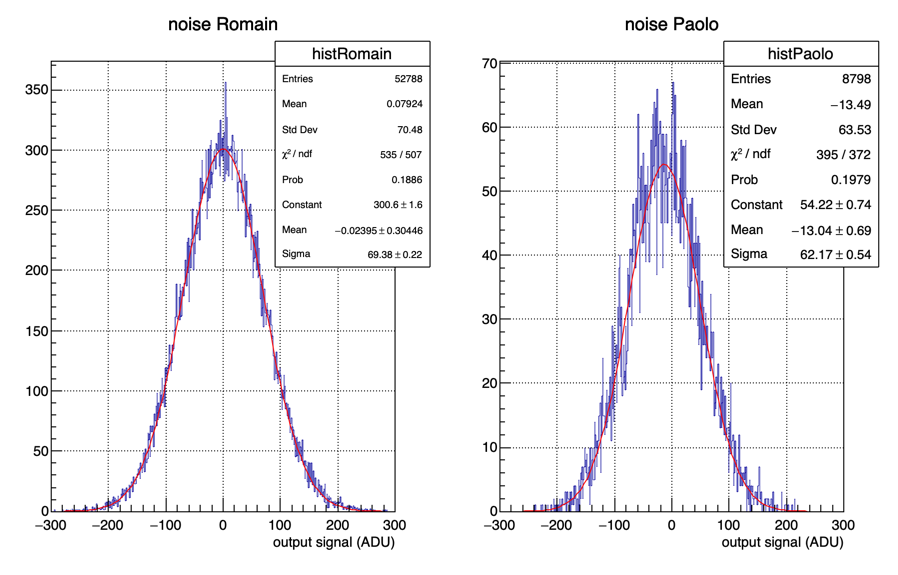 noise Romain
histRomain
Entries 52788
Mean 0.07924
Std Dev 70.48
χ² / ndf 535 / 507
Prob 0.1886
Constant 300.6 ± 1.6
Mean −0.02395 ± 0.30446
Sigma 69.38 ± 0.22
350
300
250
200
150
100
50
0
−300 −200 −100 0 100 200 300
output signal (ADU)
noise Paolo
histPaolo
Entries 8798
Mean −13.49
Std Dev 63.53
χ² / ndf 395 / 372
Prob 0.1979
Constant 54.22 ± 0.74
Mean −13.04 ± 0.69
Sigma 62.17 ± 0.54
70
60
50
40
30
20
10
0
−300 −200 −100 0 100 200 300
output signal (ADU)